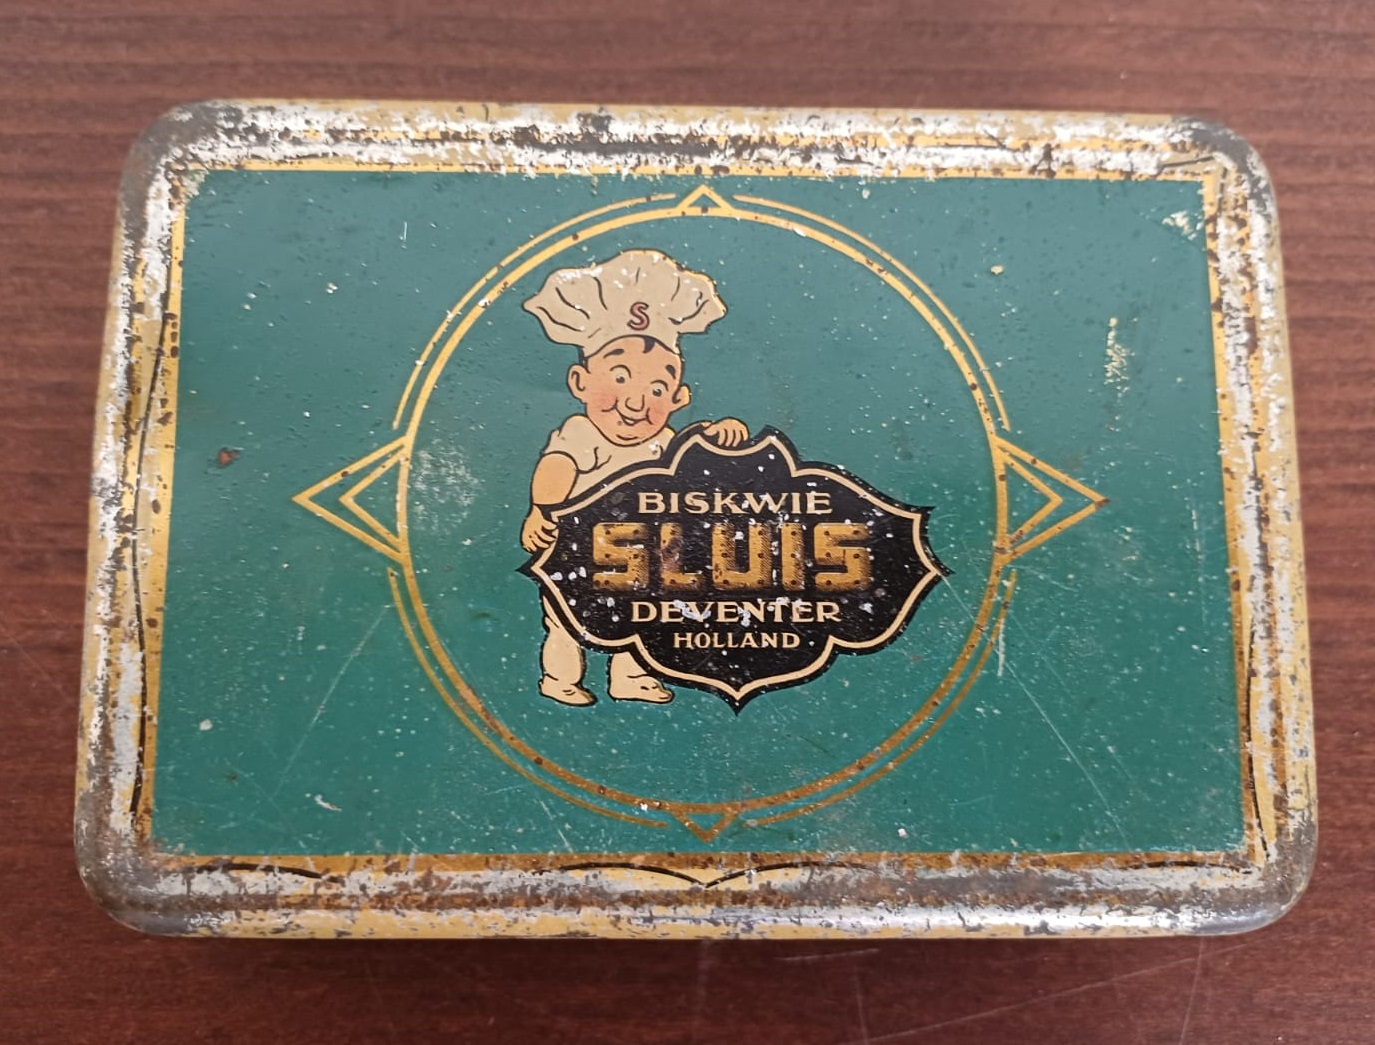 S
BISKWIE
SLUIS
DEVENTER
HOLLAND